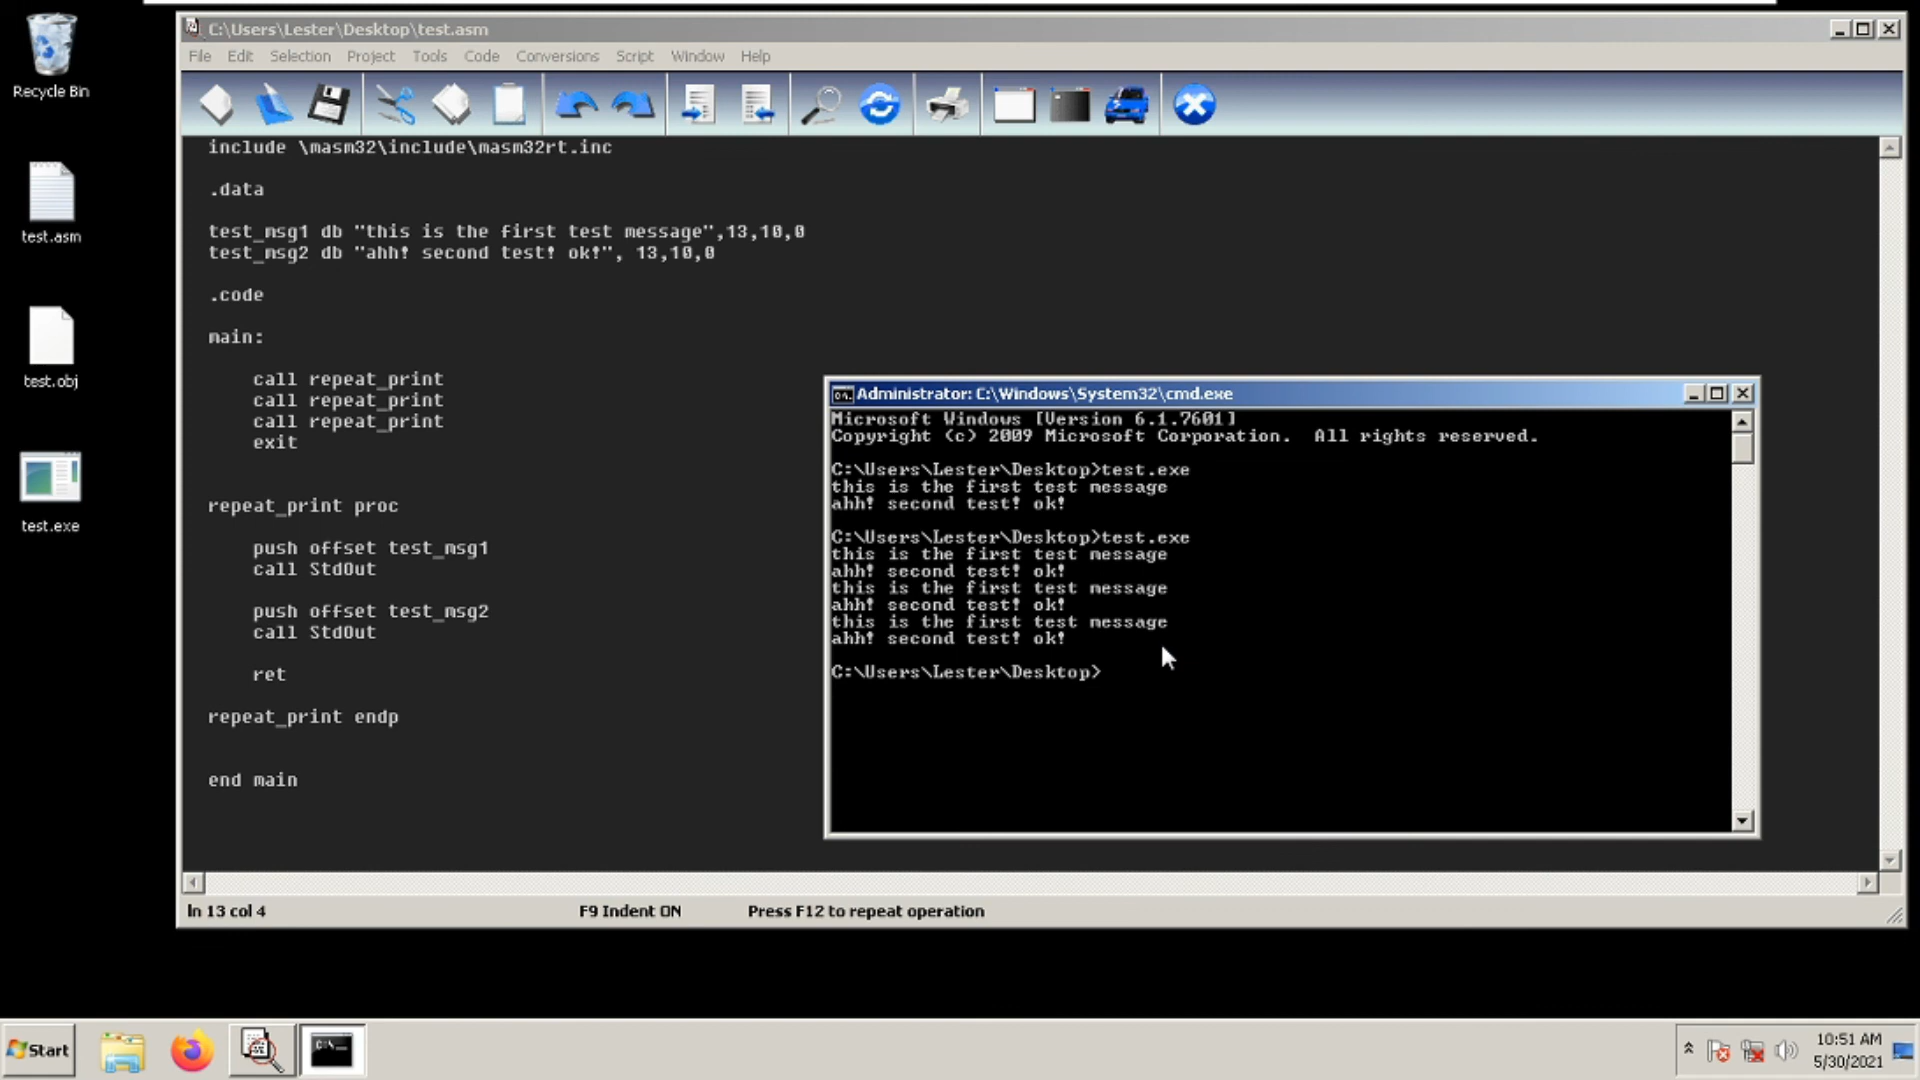 Recycle Bin
test.asm
test.obj
test.exe
C:\Users\Lester\Desktop\test.asm
File Edit Selection Project Tools Code Conversions Script Window Help
include \masm32\include\masm32rt.inc
.data
test_msg1 db "this is the first test message",13,10,0
test_msg2 db "ahh! second test! ok!", 13,10,0
.code
main:
call repeat_print
call repeat_print
call repeat_print
exit
repeat_print proc
push offset test_msg1
call StdOut
push offset test_msg2
call StdOut
ret
repeat_print endp
end main
Administrator: C:\Windows\System32\cmd.exe
Microsoft Windows [Version 6.1.7601]
Copyright (c) 2009 Microsoft Corporation.  All rights reserved.
C:\Users\Lester\Desktop>test.exe
this is the first test message
ahh! second test! ok!
C:\Users\Lester\Desktop>test.exe
this is the first test message
ahh! second test! ok!
this is the first test message
ahh! second test! ok!
this is the first test message
ahh! second test! ok!
C:\Users\Lester\Desktop>
ln 13 col 4 F9 Indent ON Press F12 to repeat operation
Start
C:\_
10:51 AM
5/30/2021